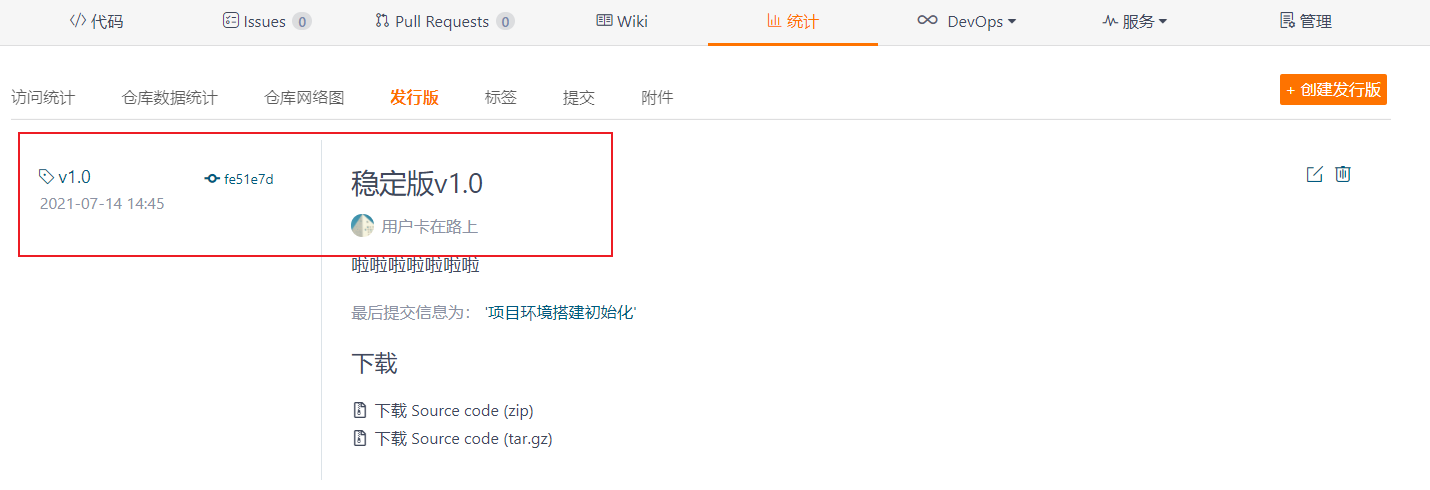 代码 Issues 0 Pull Requests 0 Wiki 统计 DevOps 服务 管理
访问统计 仓库数据统计 仓库网络图 发行版 标签 提交 附件 + 创建发行版
v1.0 fe51e7d 稳定版v1.0
2021-07-14 14:45
用户卡在路上
啦啦啦啦啦啦啦
最后提交信息为： '项目环境搭建初始化'
下载
下载 Source code (zip)
下载 Source code (tar.gz)